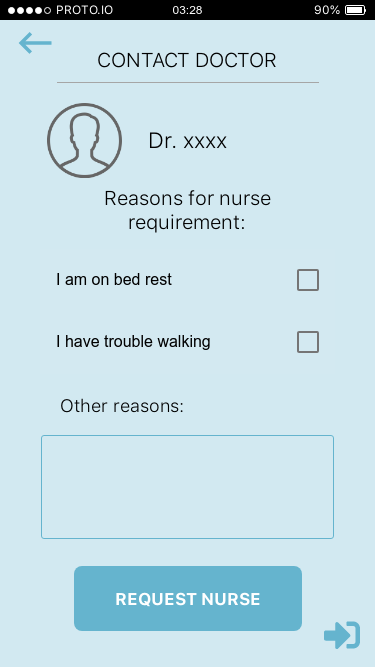 PROTO.IO 03:28 90%
CONTACT DOCTOR
Dr. xxxx
Reasons for nurse
requirement:
I am on bed rest
I have trouble walking
Other reasons:
REQUEST NURSE